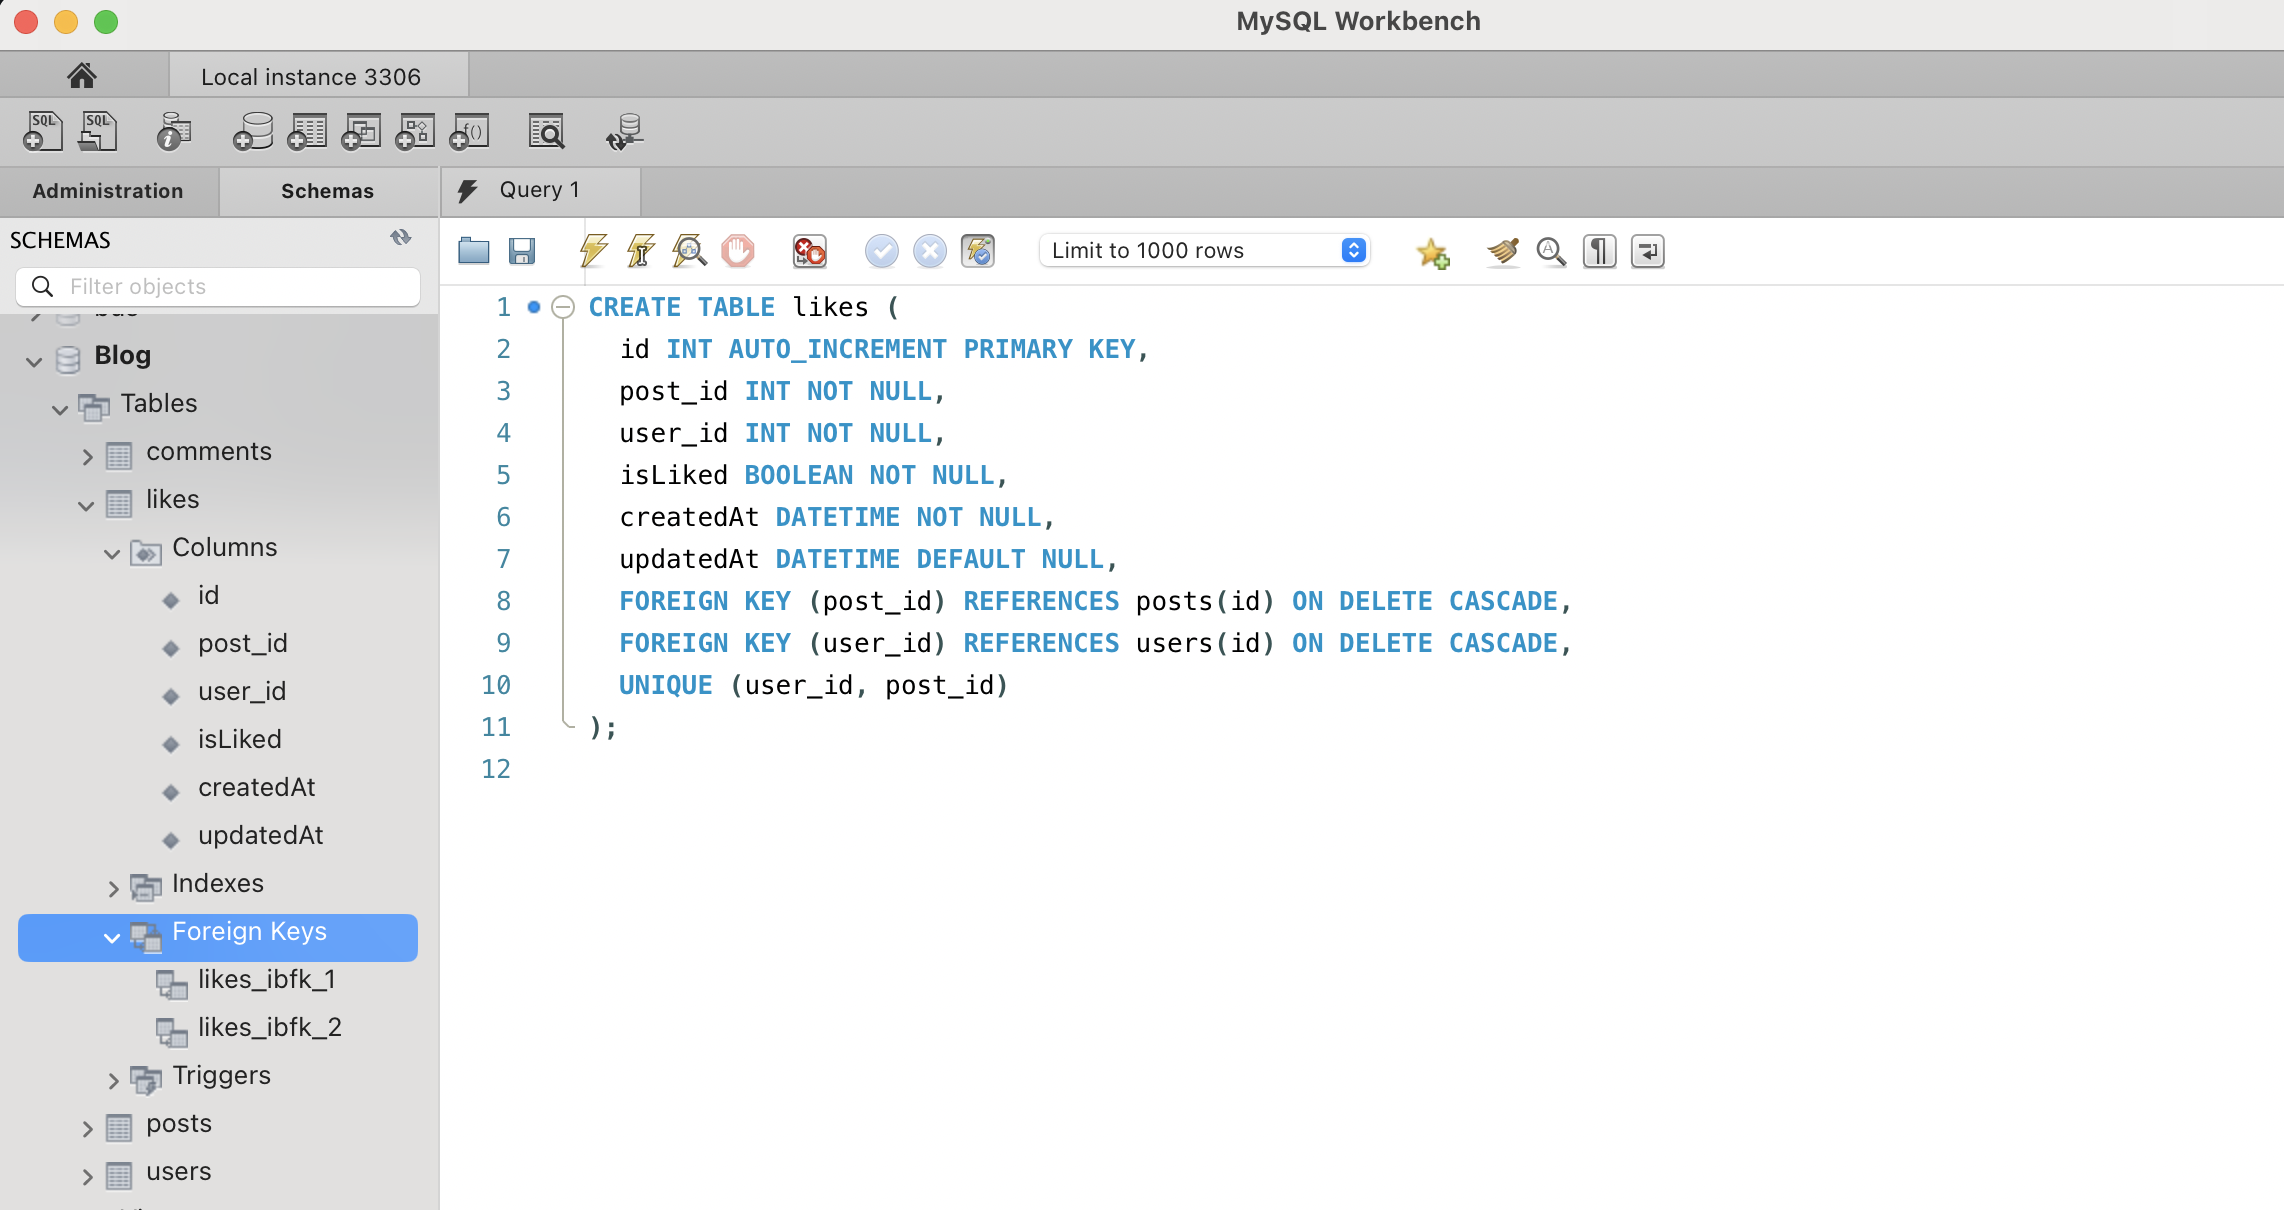 MySQL Workbench
Local instance 3306
Administration
Schemas
Query 1
SCHEMAS
Filter objects
Limit to 1000 rows
Blog
Tables
comments
likes
Columns
id
post_id
user_id
isLiked
createdAt
updatedAt
Indexes
Foreign Keys
likes_ibfk_1
likes_ibfk_2
Triggers
posts
users
1 CREATE TABLE likes (
2 id INT AUTO_INCREMENT PRIMARY KEY,
3 post_id INT NOT NULL,
4 user_id INT NOT NULL,
5 isLiked BOOLEAN NOT NULL,
6 createdAt DATETIME NOT NULL,
7 updatedAt DATETIME DEFAULT NULL,
8 FOREIGN KEY (post_id) REFERENCES posts(id) ON DELETE CASCADE,
9 FOREIGN KEY (user_id) REFERENCES users(id) ON DELETE CASCADE,
10 UNIQUE (user_id, post_id)
11 );
12